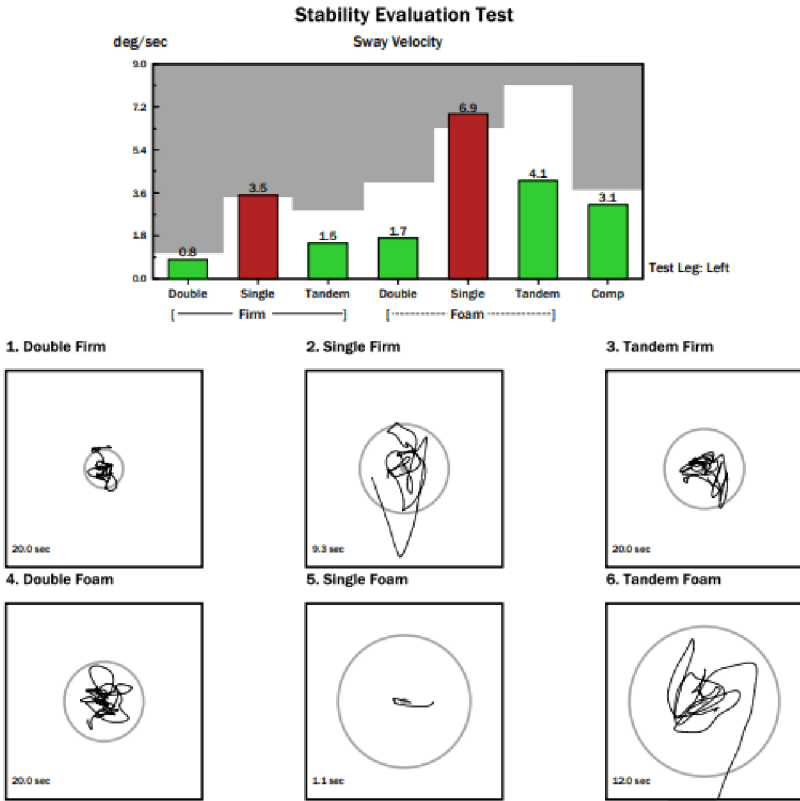 Stability Evaluation Test
deg/sec Sway Velocity
9.0
7.2
5.4
3.6
1.8
0.0
0.8
3.5
1.5
1.7
6.9
4.1
3.1
Test Leg: Left
Double Single Tandem Double Single Tandem Comp
[ Firm ] [ Foam ]
1. Double Firm 2. Single Firm 3. Tandem Firm
20.0 sec 9.3 sec 20.0 sec
4. Double Foam 5. Single Foam 6. Tandem Foam
20.0 sec 1.1 sec 12.0 sec